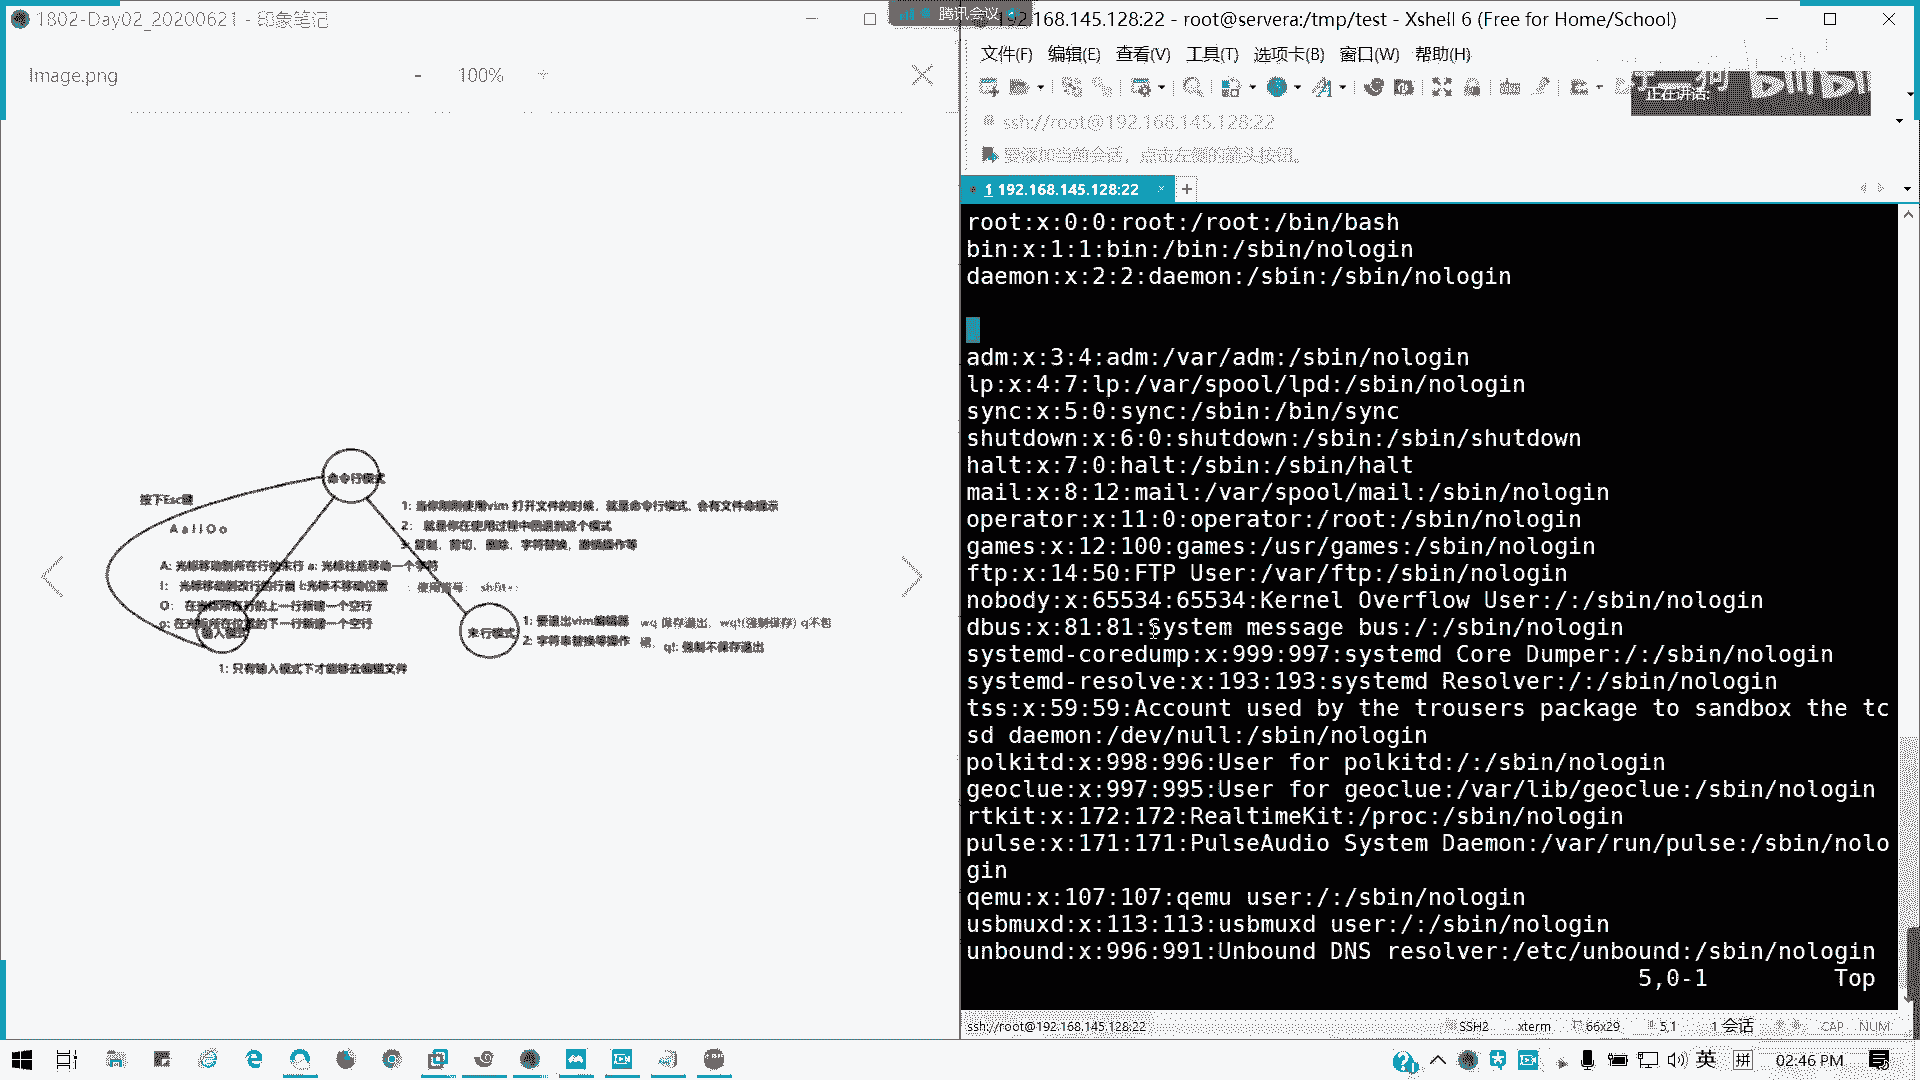 1802-Day02_20200621 - 印象笔记
Image.png
100%
命令行模式
按下Esc键
A a I i O o
1: 当你刚刚使用vim 打开文件的时候，就是命令行模式、会有文件命提示
2: 就是你在使用过程中回退到这个模式
3: 复制、剪切、删除、字符替换、撤销操作等
A: 光标移动到所在行的末行 a: 光标往后移动一个字符
I: 光标移动到改行的行首 i:光标不移动位置
使用冒号: shfit+:
O: 在光标所在行的上一行新建一个空行
o: 在光标所在位置的下一行新建一个空行
输入模式
末行模式
1: 要退出vim编辑器 wq 保存退出，wq!(强制保存) q不包
2: 字符串替换等操作
q!: 强制不保存退出
1: 只有输入模式下才能够去编辑文件
腾讯会议
192.168.145.128:22 - root@servera:/tmp/test - Xshell 6 (Free for Home/School)
文件(F) 编辑(E) 查看(V) 工具(T) 选项卡(B) 窗口(W) 帮助(H)
正在讲话:
bilibili
ssh://root@192.168.145.128:22
要添加当前会话，点击左侧的箭头按钮。
1 192.168.145.128:22
root:x:0:0:root:/root:/bin/bash
bin:x:1:1:bin:/bin:/sbin/nologin
daemon:x:2:2:daemon:/sbin:/sbin/nologin
adm:x:3:4:adm:/var/adm:/sbin/nologin
lp:x:4:7:lp:/var/spool/lpd:/sbin/nologin
sync:x:5:0:sync:/sbin:/bin/sync
shutdown:x:6:0:shutdown:/sbin:/sbin/shutdown
halt:x:7:0:halt:/sbin:/sbin/halt
mail:x:8:12:mail:/var/spool/mail:/sbin/nologin
operator:x:11:0:operator:/root:/sbin/nologin
games:x:12:100:games:/usr/games:/sbin/nologin
ftp:x:14:50:FTP User:/var/ftp:/sbin/nologin
nobody:x:65534:65534:Kernel Overflow User:/:/sbin/nologin
dbus:x:81:81:System message bus:/:/sbin/nologin
systemd-coredump:x:999:997:systemd Core Dumper:/:/sbin/nologin
systemd-resolve:x:193:193:systemd Resolver:/:/sbin/nologin
tss:x:59:59:Account used by the trousers package to sandbox the tc
sd daemon:/dev/null:/sbin/nologin
polkitd:x:998:996:User for polkitd:/:/sbin/nologin
geoclue:x:997:995:User for geoclue:/var/lib/geoclue:/sbin/nologin
rtkit:x:172:172:RealtimeKit:/proc:/sbin/nologin
pulse:x:171:171:PulseAudio System Daemon:/var/run/pulse:/sbin/nolo
gin
qemu:x:107:107:qemu user:/:/sbin/nologin
usbmuxd:x:113:113:usbmuxd user:/:/sbin/nologin
unbound:x:996:991:Unbound DNS resolver:/etc/unbound:/sbin/nologin
5,0-1 Top
ssh://root@192.168.145.128:22 SSH2 xterm 66x29 5,1 1 会话 CAP NUM
英 拼 02:46 PM